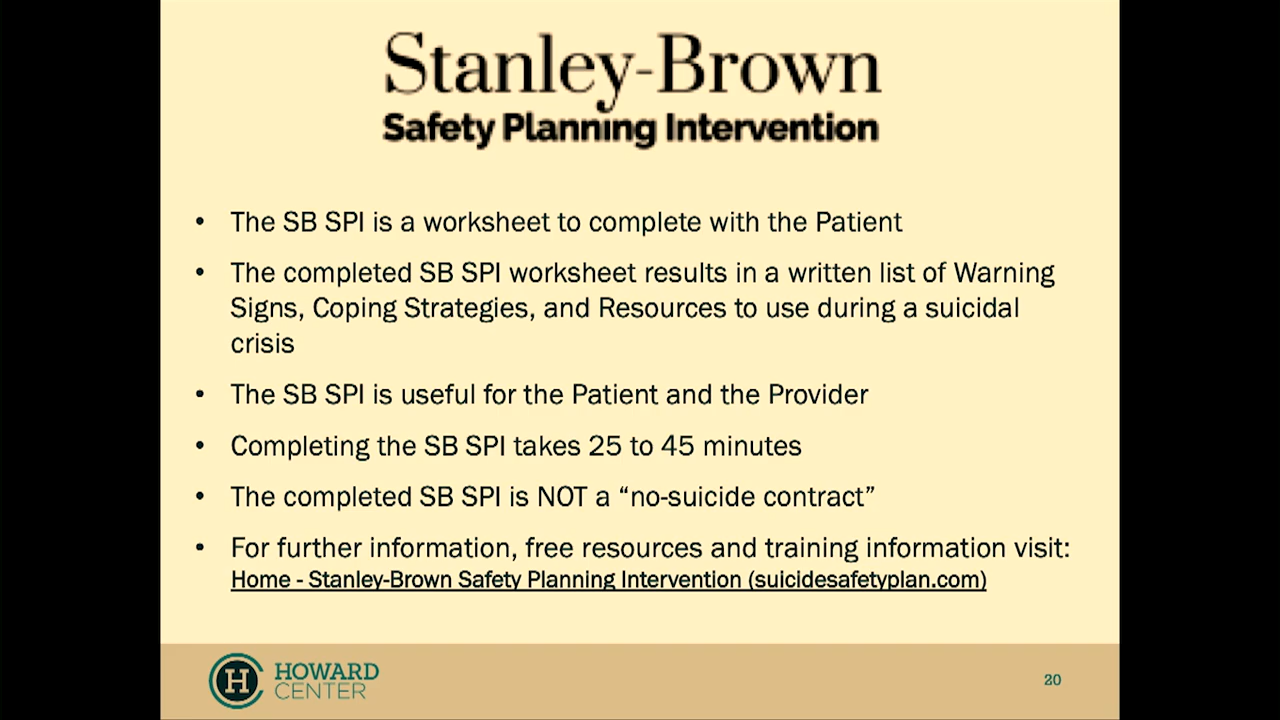 Stanley-Brown
Safety Planning Intervention
• The SB SPI is a worksheet to complete with the Patient
• The completed SB SPI worksheet results in a written list of Warning
Signs, Coping Strategies, and Resources to use during a suicidal
crisis
• The SB SPI is useful for the Patient and the Provider
• Completing the SB SPI takes 25 to 45 minutes
• The completed SB SPI is NOT a “no-suicide contract”
• For further information, free resources and training information visit:
Home - Stanley-Brown Safety Planning Intervention (suicidesafetyplan.com)
H
HOWARD
CENTER
20